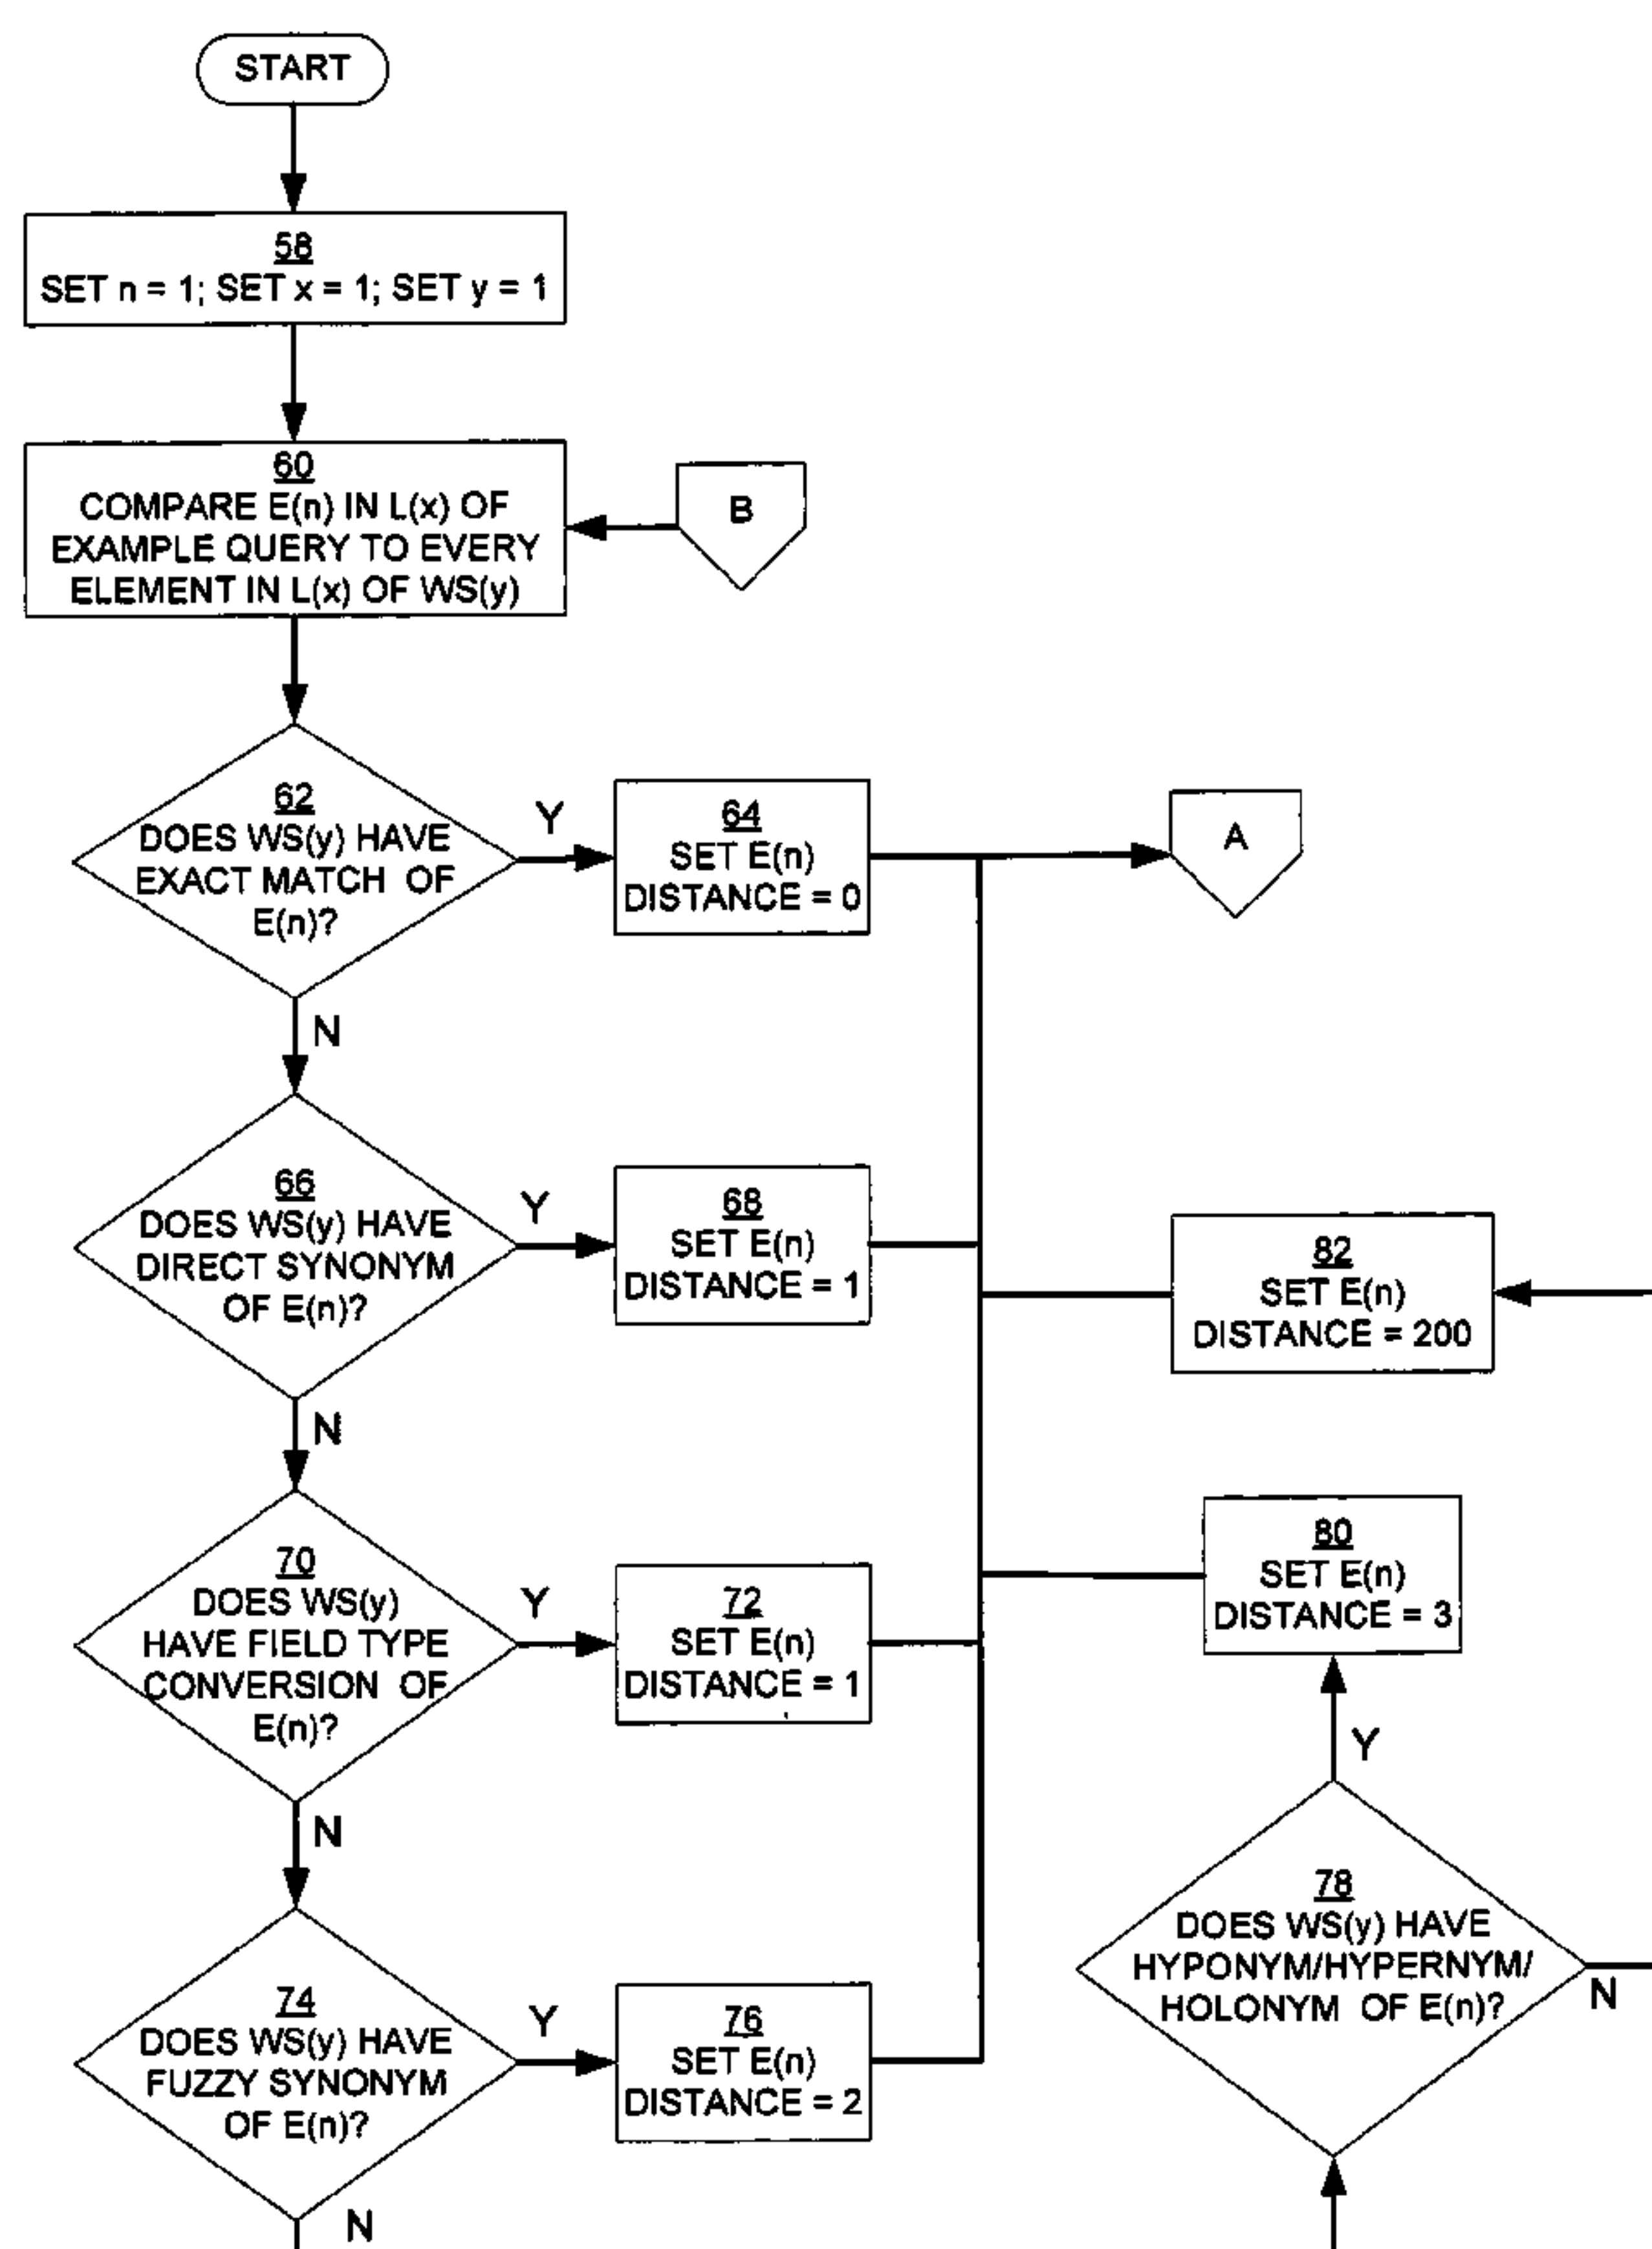 START
58
SET n = 1; SET x = 1; SET y = 1
60
COMPARE E(n) IN L(x) OF
EXAMPLE QUERY TO EVERY
ELEMENT IN L(x) OF WS(y)
B
62
DOES WS(y) HAVE
EXACT MATCH OF
E(n)?
Y
64
SET E(n)
DISTANCE = 0
A
N
66
DOES WS(y) HAVE
DIRECT SYNONYM
OF E(n)?
Y
68
SET E(n)
DISTANCE = 1
82
SET E(n)
DISTANCE = 200
N
70
DOES WS(y)
HAVE FIELD TYPE
CONVERSION OF
E(n)?
Y
72
SET E(n)
DISTANCE = 1
80
SET E(n)
DISTANCE = 3
Y
N
74
DOES WS(y) HAVE
FUZZY SYNONYM
OF E(n)?
Y
76
SET E(n)
DISTANCE = 2
78
DOES WS(y) HAVE
HYPONYM/HYPERNYM/
HOLONYM OF E(n)?
N
N